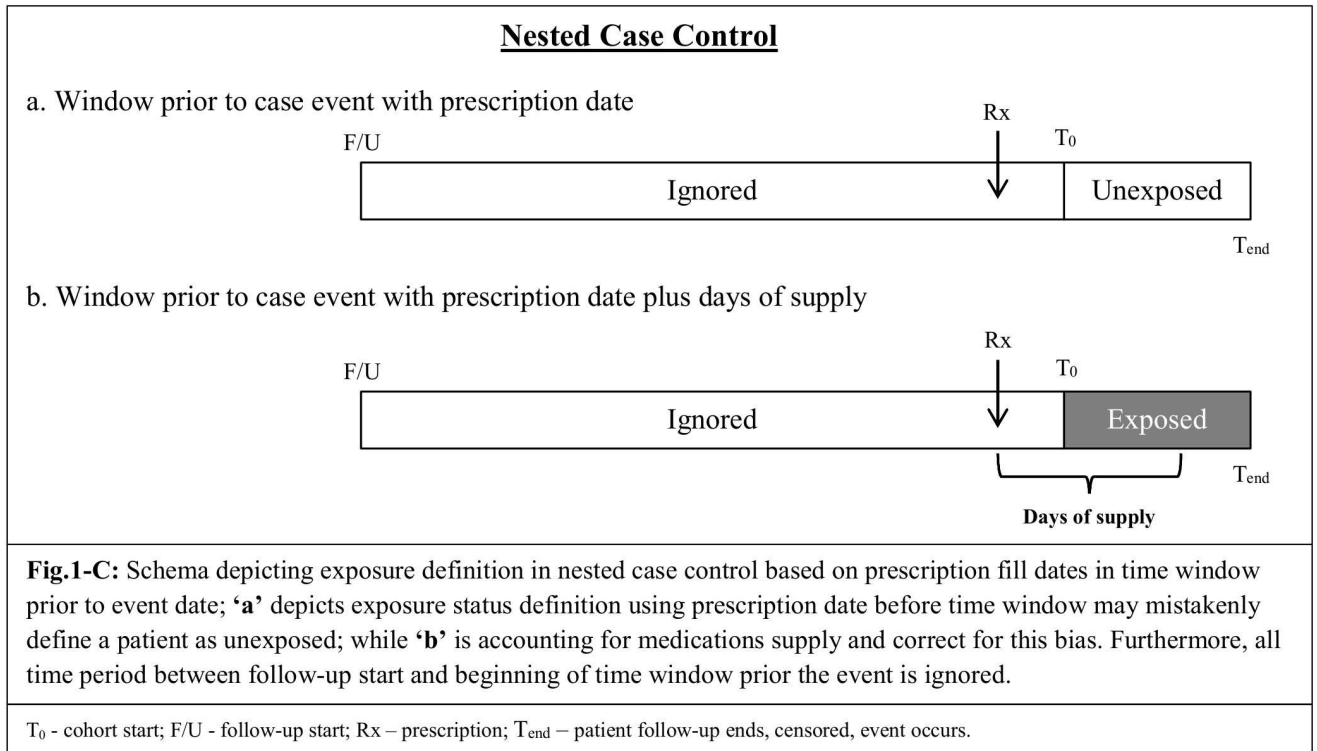 Nested Case Control
a. Window prior to case event with prescription date
Rx
F/U
T₀
Ignored
Unexposed
Tend
b. Window prior to case event with prescription date plus days of supply
Rx
F/U
T₀
Ignored
Exposed
Tend
Days of supply
Fig.1-C: Schema depicting exposure definition in nested case control based on prescription fill dates in time window
prior to event date; ‘a’ depicts exposure status definition using prescription date before time window may mistakenly
define a patient as unexposed; while ‘b’ is accounting for medications supply and correct for this bias. Furthermore, all
time period between follow-up start and beginning of time window prior the event is ignored.
T₀ - cohort start; F/U - follow-up start; Rx – prescription; Tend – patient follow-up ends, censored, event occurs.